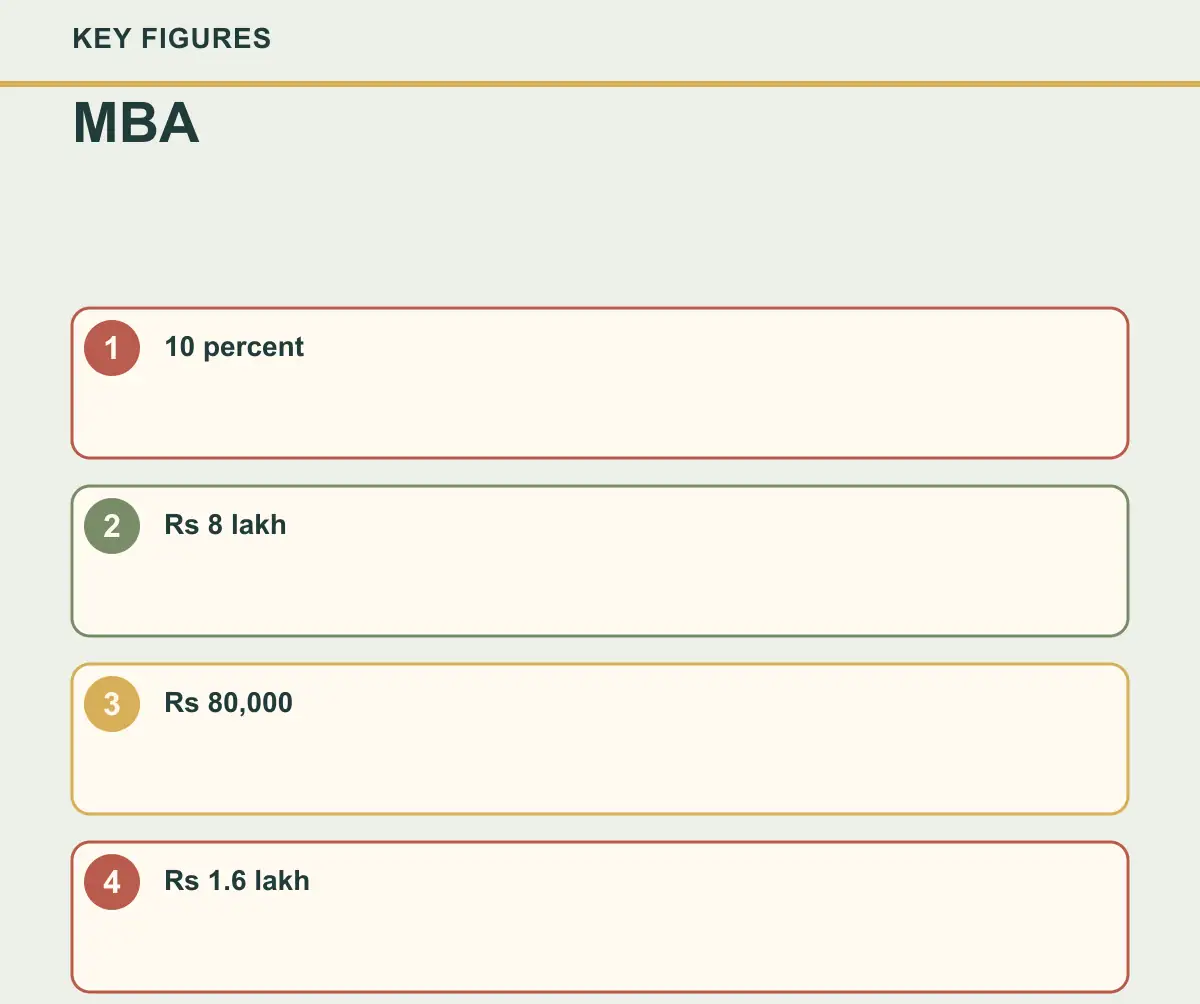 KEY FIGURES
MBA
1 10 percent
2 Rs 8 lakh
3 Rs 80,000
4 Rs 1.6 lakh